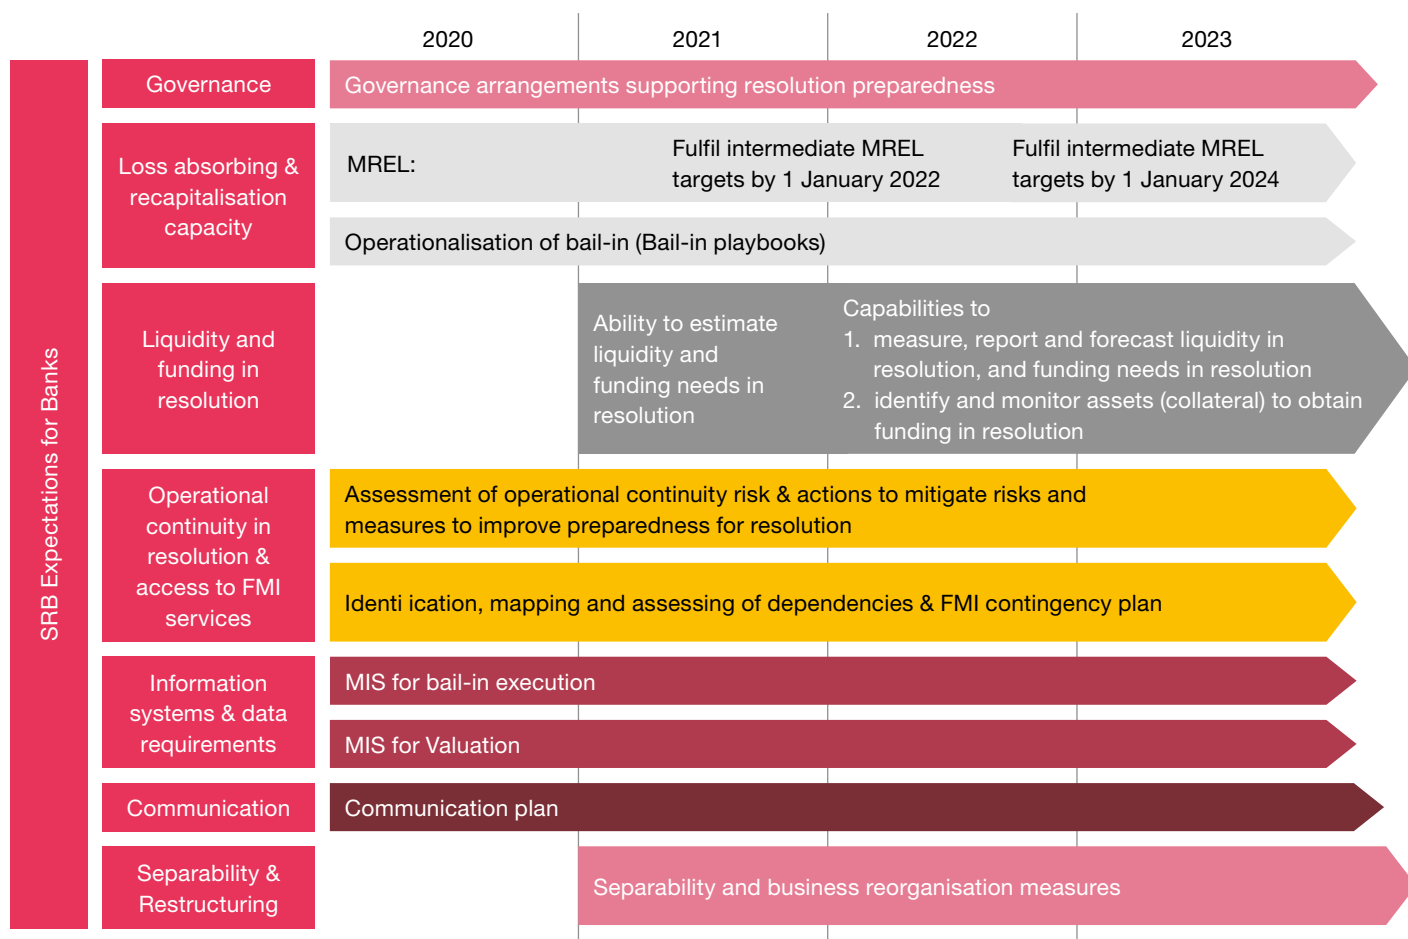 2020
2021
2022
2023
SRB Expectations for Banks
Governance
Governance arrangements supporting resolution preparedness
Loss absorbing &
recapitalisation
capacity
MREL:
Fulfil intermediate MREL
targets by 1 January 2022
Fulfil intermediate MREL
targets by 1 January 2024
Operationalisation of bail-in (Bail-in playbooks)
Liquidity and
funding in
resolution
Ability to estimate
liquidity and
funding needs in
resolution
Capabilities to
1. measure, report and forecast liquidity in
resolution, and funding needs in resolution
2. identify and monitor assets (collateral) to obtain
funding in resolution
Operational
continuity in
resolution &
access to FMI
services
Assessment of operational continuity risk & actions to mitigate risks and
measures to improve preparedness for resolution
Identi ication, mapping and assessing of dependencies & FMI contingency plan
Information
systems & data
requirements
MIS for bail-in execution
MIS for Valuation
Communication
Communication plan
Separability &
Restructuring
Separability and business reorganisation measures